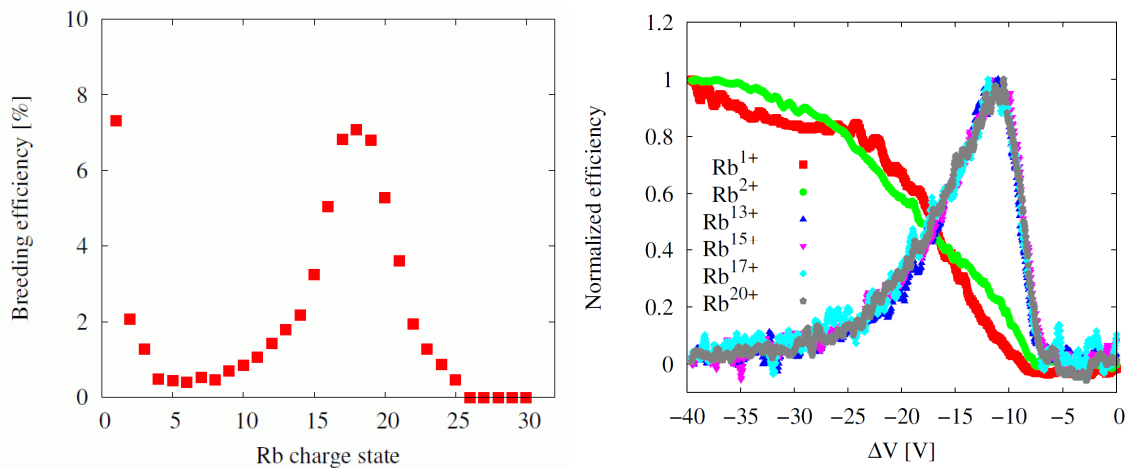 10
8
6
4
2
0
0
5
10
15
20
25
30
Breeding efficiency [%]
Rb charge state
1.2
1
0.8
0.6
0.4
0.2
0
−40
−35
−30
−25
−20
−15
−10
−5
0
Normalized efficiency
Rb¹⁺
Rb²⁺
Rb¹³⁺
Rb¹⁵⁺
Rb¹⁷⁺
Rb²⁰⁺
ΔV [V]